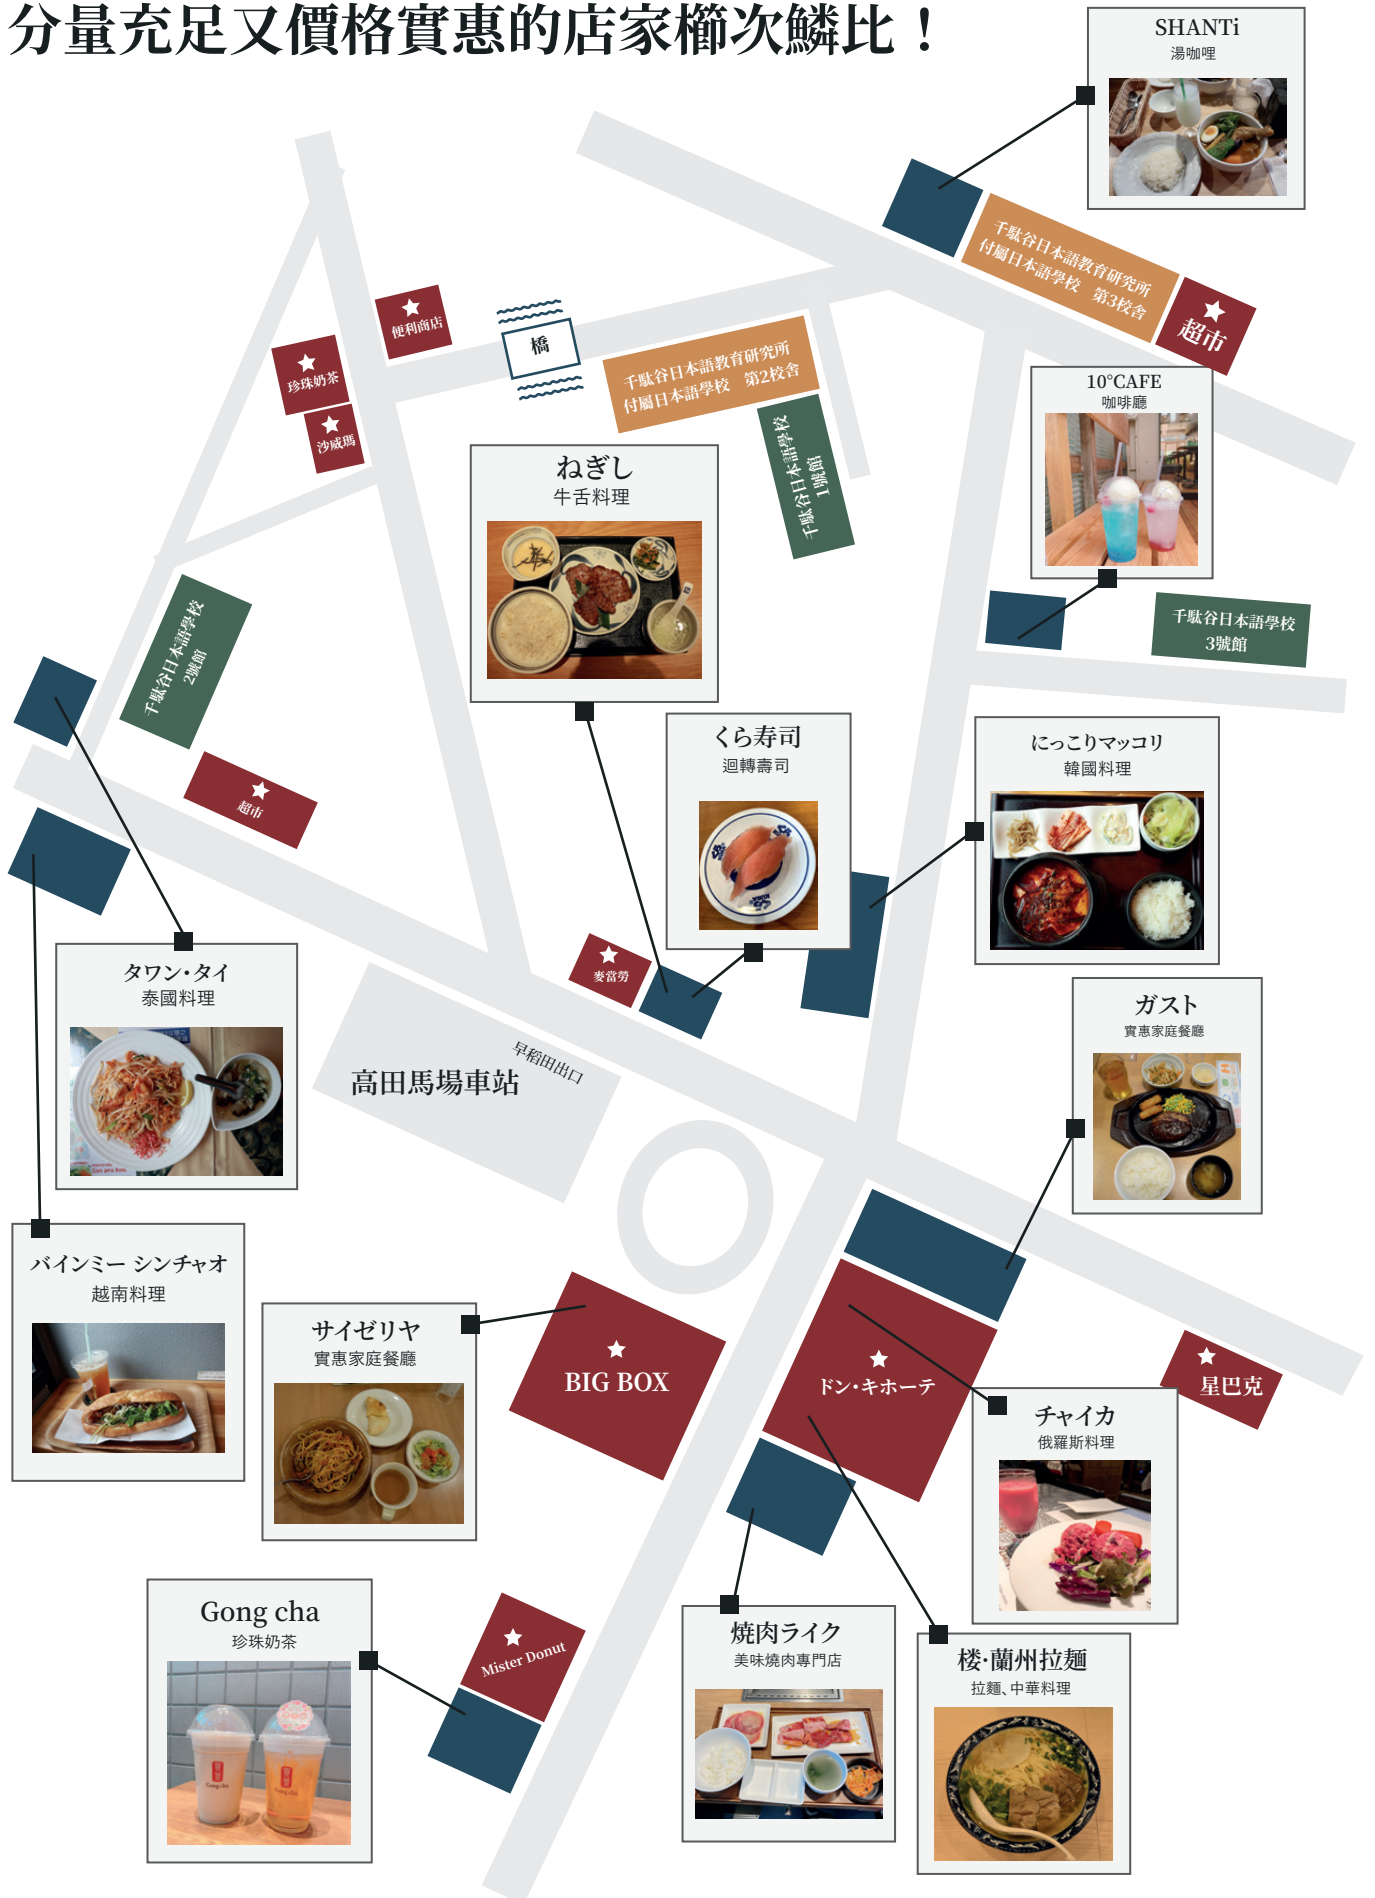 分量充足又價格實惠的店家櫛次鱗比！
SHANTi
湯咖哩
千駄谷日本語教育研究所
付屬日本語學校　第3校舍
超市
便利商店
橋
珍珠奶茶
沙威瑪
千駄谷日本語教育研究所
付屬日本語學校　第2校舍
10°CAFE
咖啡廳
千駄谷日本語學校
1號館
ねぎし
牛舌料理
千駄谷日本語學校
2號館
千駄谷日本語學校
3號館
くら寿司
迴轉壽司
にっこりマッコリ
韓國料理
超市
麥當勞
タワン・タイ
泰國料理
高田馬場車站
早稻田出口
ガスト
實惠家庭餐廳
バインミー シンチャオ
越南料理
サイゼリヤ
實惠家庭餐廳
BIG BOX
ドン・キホーテ
星巴克
チャイカ
俄羅斯料理
Gong cha
珍珠奶茶
Mister Donut
焼肉ライク
美味燒肉專門店
楼·蘭州拉麺
拉麵、中華料理